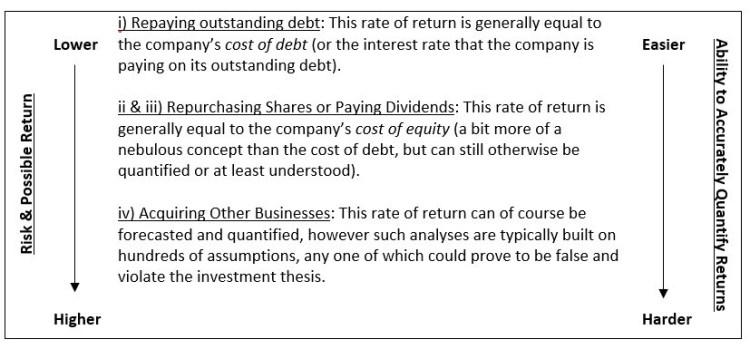 i) Repaying outstanding debt: This rate of return is generally equal to
Lower
the company's cost of debt (or the interest rate that the company is
Easier
paying on its outstanding debt).
ii & iii) Repurchasing Shares or Paying Dividends: This rate of return is
generally equal to the company's cost of equity (a bit more of a
nebulous concept than the cost of debt, but can still otherwise be
quantified or at least understood).
iv) Acquiring Other Businesses: This rate of return can of course be
forecasted and quantified, however such analyses are typically built on
hundreds of assumptions, any one of which could prove to be false and
violate the investment thesis.
Higher
Harder
Risk & Possible Return
Ability to Accurately Quantify Returns